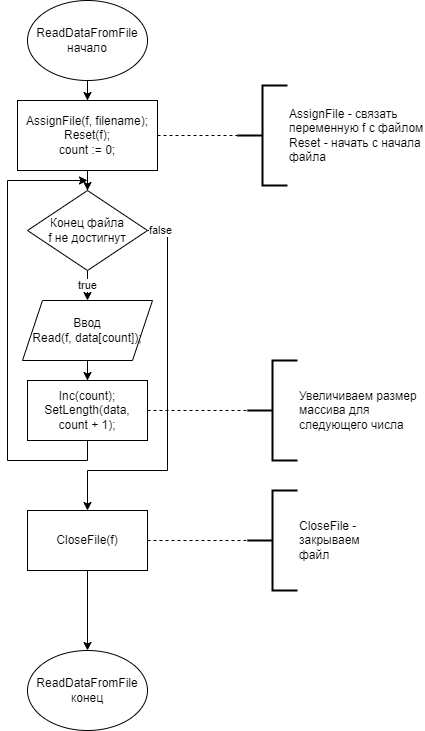 ReadDataFromFile
начало
AssignFile(f, filename);
Reset(f);
count := 0;
AssignFile - связать
переменную f с файлом
Reset - начать с начала
файла
Конец файла
f не достигнут
false
true
Ввод
Read(f, data[count]);
Inc(count);
SetLength(data,
count + 1);
Увеличиваем размер
массива для
следующего числа
CloseFile(f)
CloseFile -
закрываем
файл
ReadDataFromFile
конец